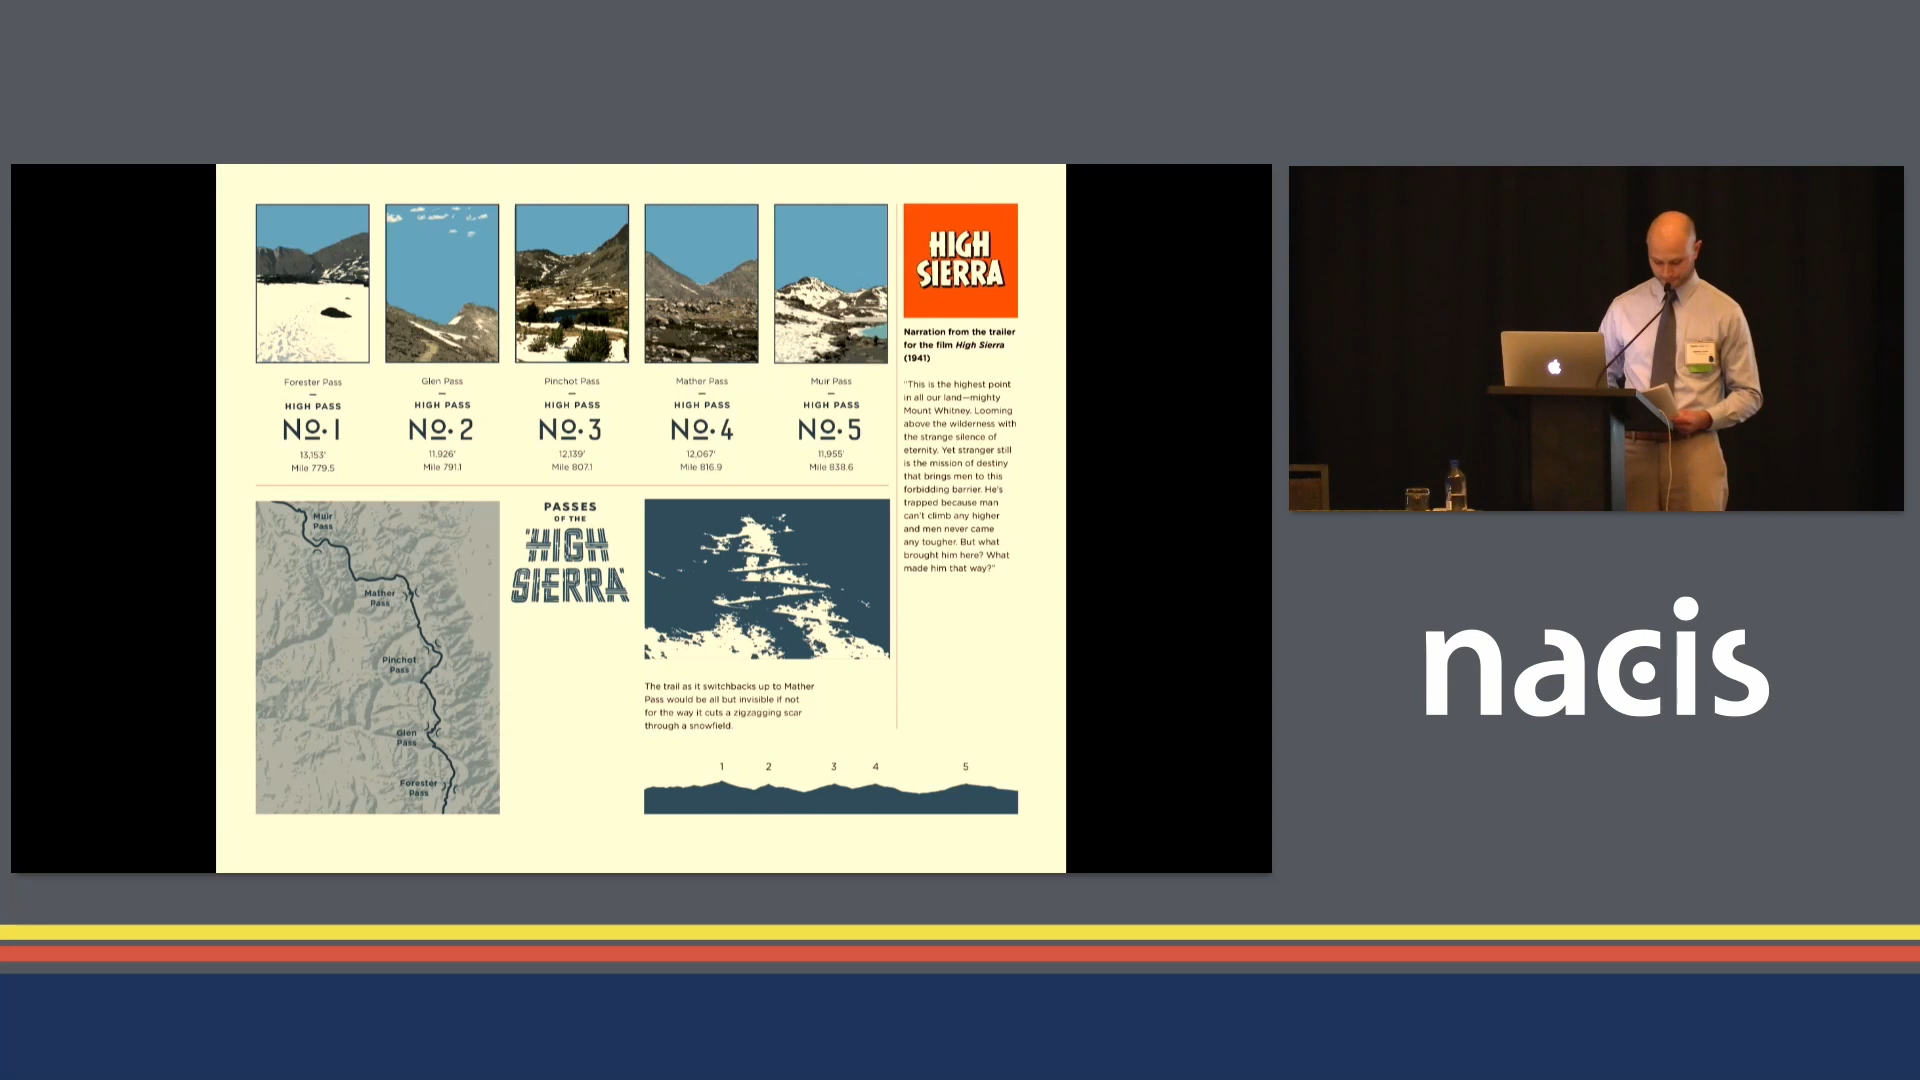 Forester Pass
–
HIGH PASS
No. 1
13,153'
Mile 779.5
Glen Pass
–
HIGH PASS
No. 2
11,926'
Mile 791.1
Pinchot Pass
–
HIGH PASS
No. 3
12,139'
Mile 807.1
Mather Pass
–
HIGH PASS
No. 4
12,067'
Mile 816.9
Muir Pass
–
HIGH PASS
No. 5
11,955'
Mile 838.6
HIGH
SIERRA
Narration from the trailer
for the film High Sierra
(1941)
"This is the highest point
in all our land—mighty
Mount Whitney. Looming
above the wilderness with
the strange silence of
eternity. Yet stranger still
is the mission of destiny
that brings men to this
forbidding barrier. He's
trapped because man
can't climb any higher
and men never came
any tougher. But what
brought him here? What
made him that way?"
Muir
Pass
Mather
Pass
Pinchot
Pass
Glen
Pass
Forester
Pass
PASSES
OF THE
HIGH
SIERRA
The trail as it switchbacks up to Mather
Pass would be all but invisible if not
for the way it cuts a zigzagging scar
through a snowfield.
1 2 3 4 5
nacis